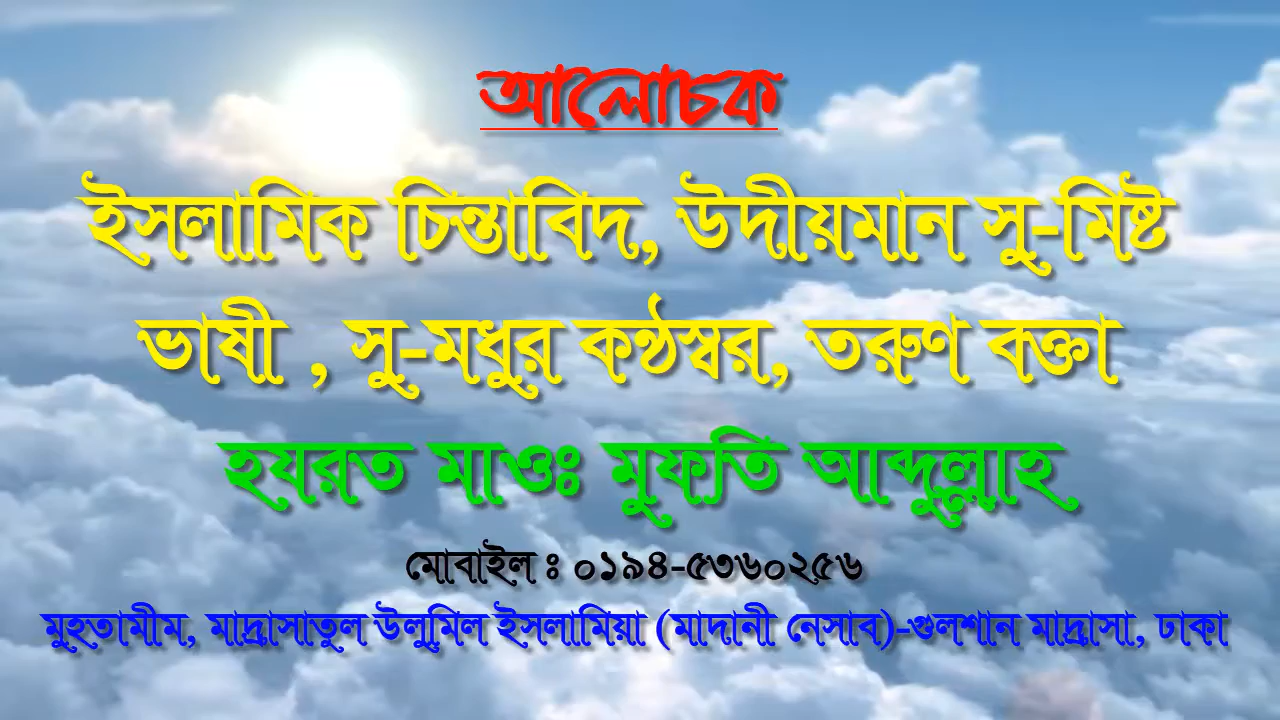 আলোচক
ইসলামিক চিন্তাবিদ, উদীয়মান সু-মিষ্ট
ভাষী , সু-মধুর কন্ঠস্বর, তরুণ বক্তা
হযরত মাওঃ মুফতি আব্দুল্লাহ
মোবাইল ঃ ০১৯৪-৫৩৬০২৫৬
মুহতামীম, মাদ্রাসাতুল উলুমিল ইসলামিয়া (মাদানী নেসাব)-গুলশান মাদ্রাসা, ঢাকা